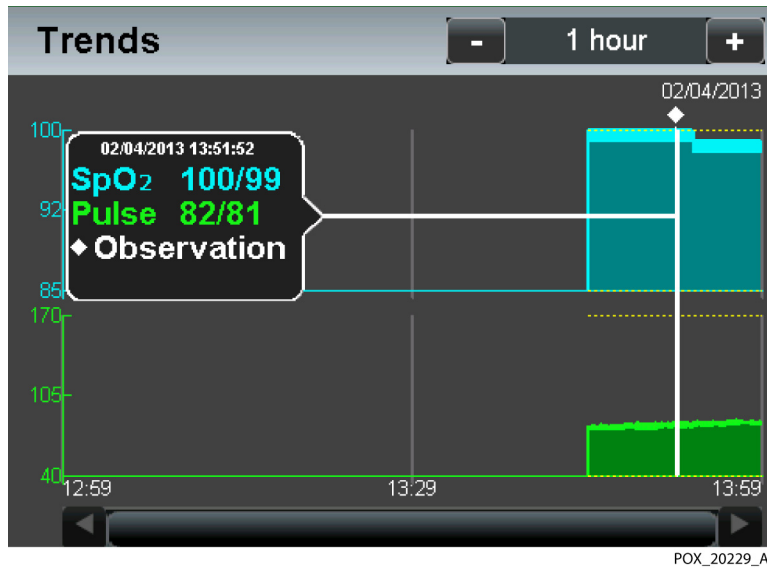 Trends
- 1 hour +
02/04/2013
100
02/04/2013 13:51:52
SpO₂ 100/99
92
Pulse 82/81
◆ Observation
85
170
105
40
12:59 13:29 13:59
POX_20229_A